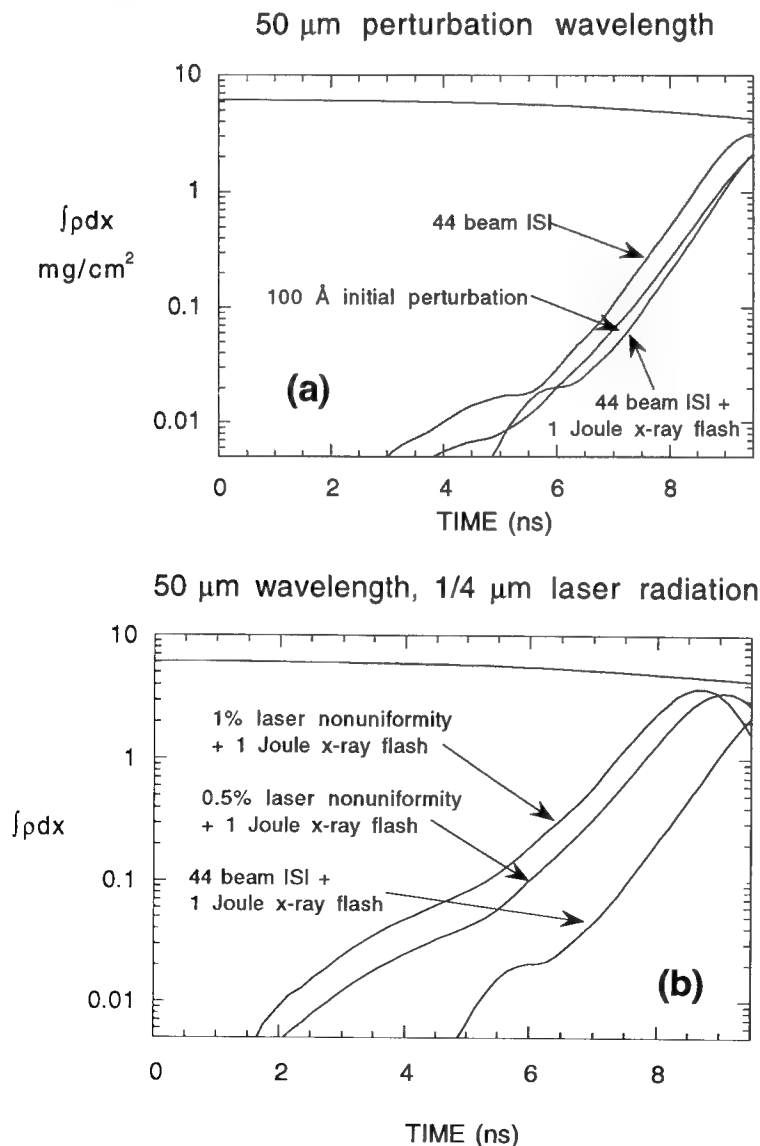 50 µm perturbation wavelength
10
1
0.1
0.01
∫ρdx
mg/cm²
44 beam ISI
100 Å initial perturbation
44 beam ISI +
1 Joule x-ray flash
(a)
0 2 4 6 8
TIME (ns)
50 µm wavelength, 1/4 µm laser radiation
10
1
0.1
0.01
∫ρdx
1% laser nonuniformity
+ 1 Joule x-ray flash
0.5% laser nonuniformity
+ 1 Joule x-ray flash
44 beam ISI +
1 Joule x-ray flash
(b)
0 2 4 6 8
TIME (ns)